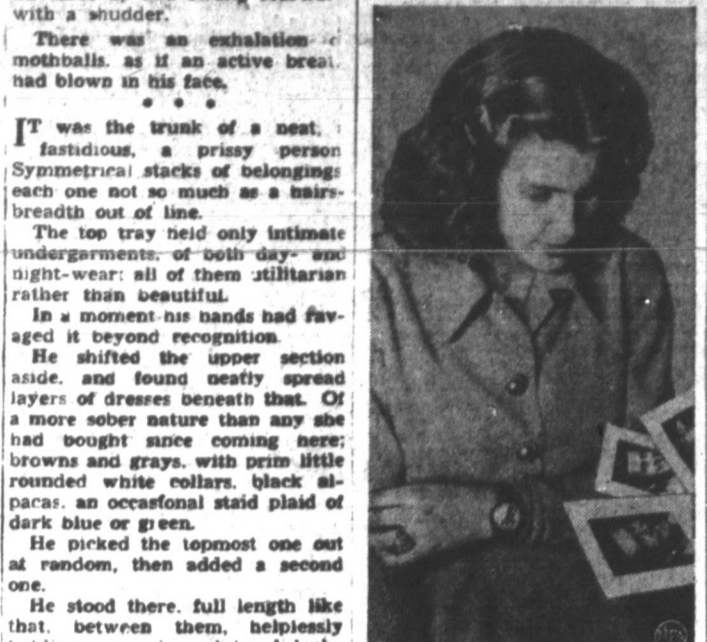 with a shudder.
There was an exhalation
mothballs. as if an active
had blown in his face.
IT was the trunk of a neat,
fastidious, a prissy person
Symmetrical stacks of belongings
each one not so much as a hairs-
breadth out of line.
The top tray held only intimate
undergarments, of both day- and
night-wear; all of them utilitarian
rather than beautiful.
In a moment his hands had rav-
aged it beyond recognition.
He shifted the upper section
aside, and found neatly spread
layers of dresses beneath that. Of
a more sober nature than any she
had bought since coming here;
browns and grays, with prim little
rounded white collars, black al-
pacas, an occasional staid plaid of
dark blue or green.
He picked the topmost one out
at random, then added a second
one.
He stood there, full length like
that, between them, helplessly